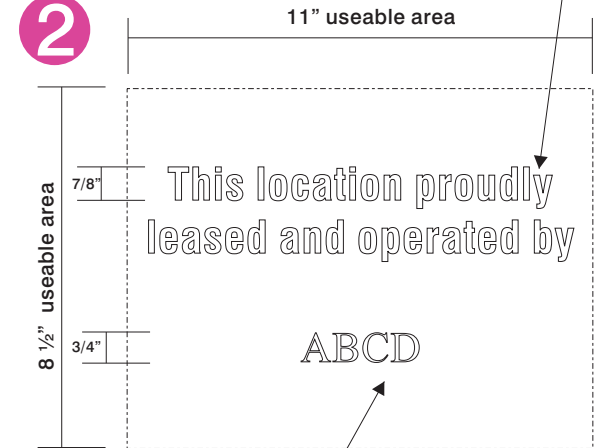 2
11” useable area
8 ½” useable area
7/8”
This location proudly
leased and operated by
3/4”
ABCD